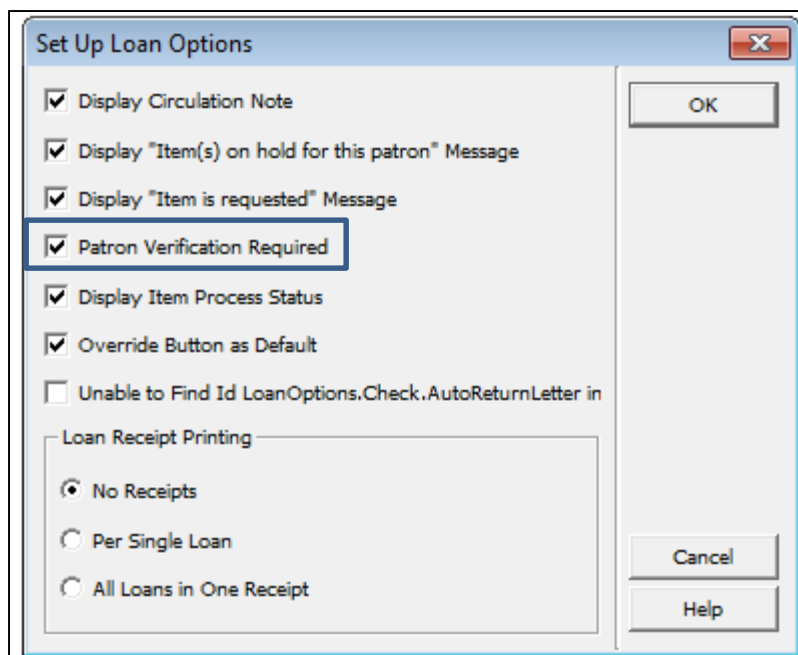 Set Up Loan Options
Display Circulation Note
OK
Display "Item(s) on hold for this patron" Message
Display "Item is requested" Message
Patron Verification Required
Display Item Process Status
Override Button as Default
Unable to Find Id LoanOptions.Check.AutoReturnLetter in
Loan Receipt Printing
No Receipts
Per Single Loan
All Loans in One Receipt
Cancel
Help